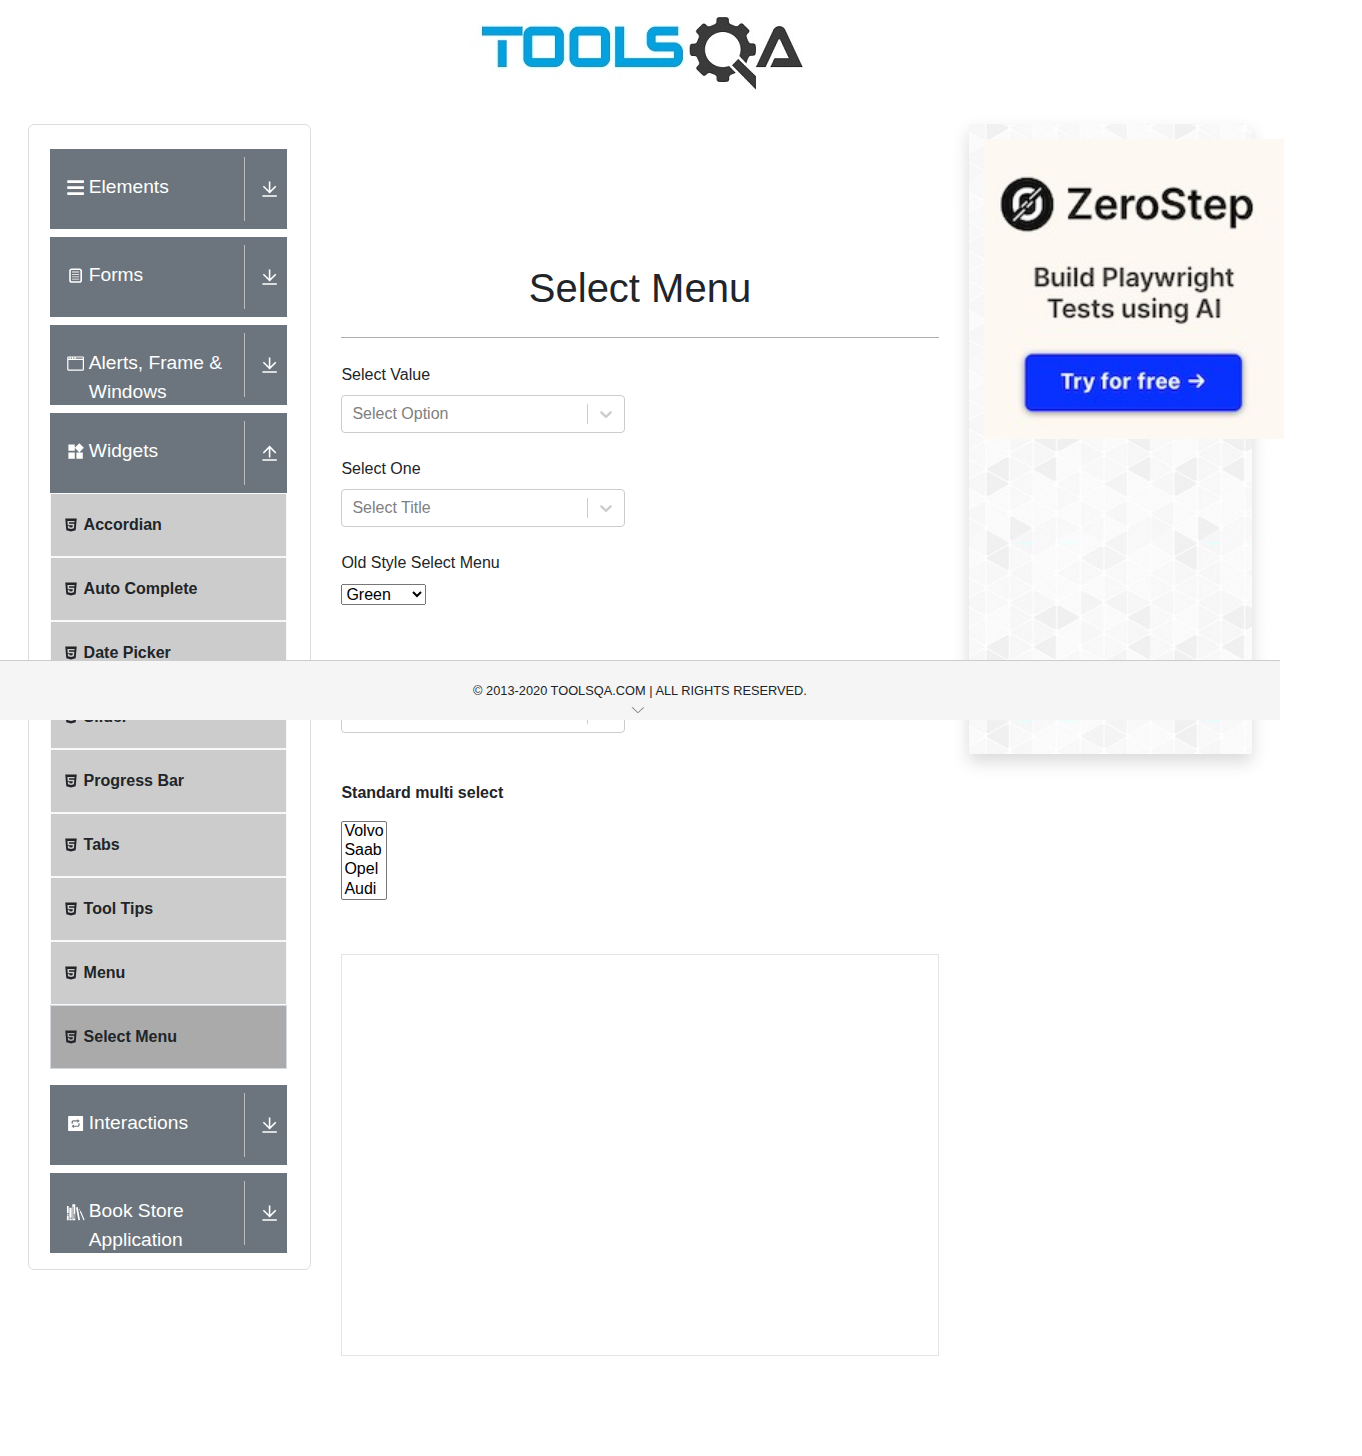 TOOLSQA
Elements
Forms
Alerts, Frame &
Windows
Widgets
Accordian
Auto Complete
Date Picker
Progress Bar
Tabs
Tool Tips
Menu
Select Menu
Interactions
Book Store
Application
Select Menu
Select Value
Select Option
Select One
Select Title
Old Style Select Menu
Green
© 2013-2020 TOOLSQA.COM | ALL RIGHTS RESERVED.
Standard multi select
Volvo
Saab
Opel
Audi
ZeroStep
Build Playwright
Tests using AI
Try for free →